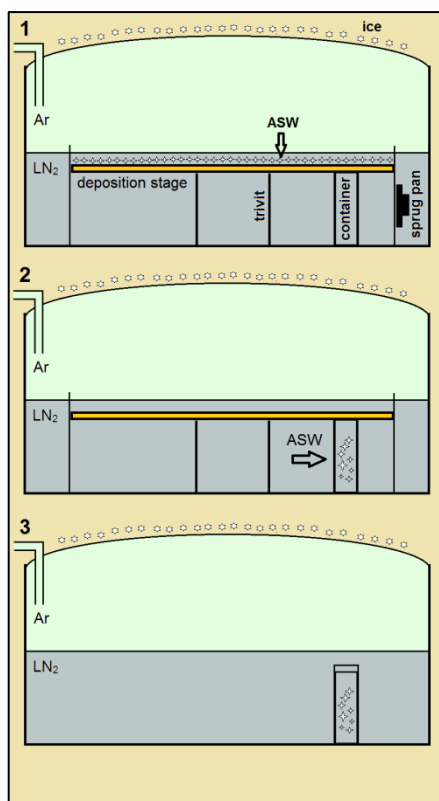 1
ice
Ar
ASW
LN2
deposition stage
trivit
container
sprug pan
2
Ar
LN2
ASW
3
Ar
LN2